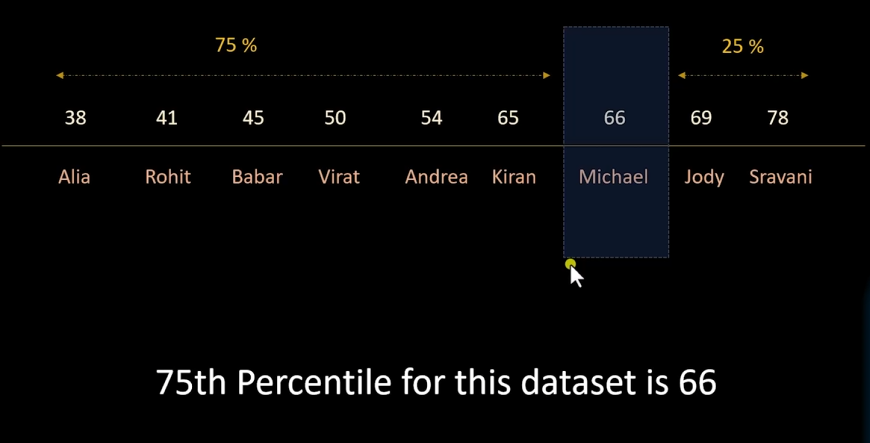 75 % 25 %
38 41 45 50 54 65 66 69 78
Alia Rohit Babar Virat Andrea Kiran Michael Jody Sravani
75th Percentile for this dataset is 66